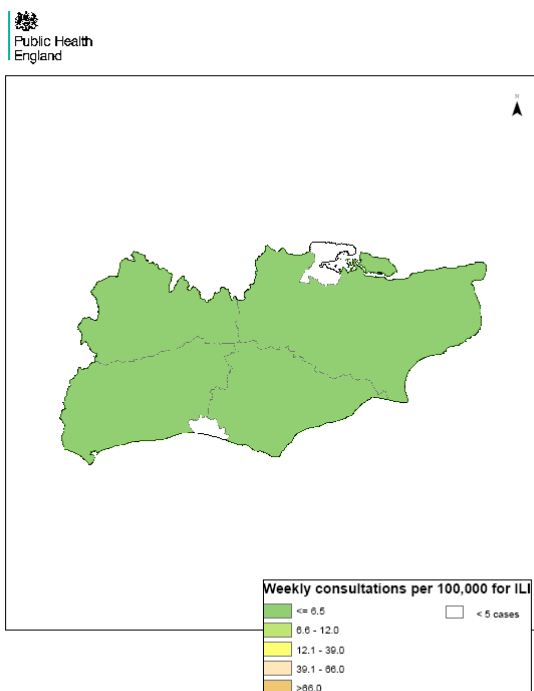 Public Health
England
N
Weekly consultations per 100,000 for ILI
<= 6.5
< 5 cases
6.6 - 12.0
12.1 - 39.0
39.1 - 66.0
>66.0